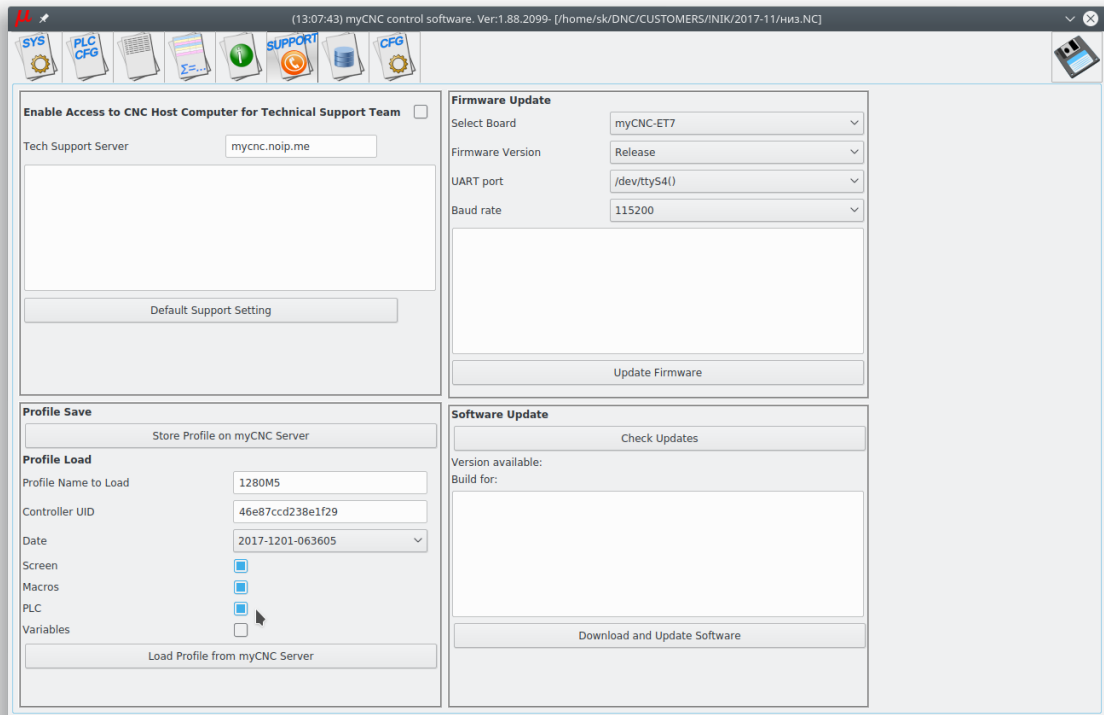 µ
(13:07:43) myCNC control software. Ver:1.88.2099- [/home/sk/DNC/CUSTOMERS/!NIK/2017-11/низ.NC]
SYS
PLC CFG
Σ=...
i
SUPPORT
CFG
Enable Access to CNC Host Computer for Technical Support Team
Tech Support Server
mycnc.noip.me
Default Support Setting
Firmware Update
Select Board
myCNC-ET7
Firmware Version
Release
UART port
/dev/ttyS4()
Baud rate
115200
Update Firmware
Profile Save
Store Profile on myCNC Server
Profile Load
Profile Name to Load
1280M5
Controller UID
46e87ccd238e1f29
Date
2017-1201-063605
Screen
Macros
PLC
Variables
Load Profile from myCNC Server
Software Update
Check Updates
Version available:
Build for:
Download and Update Software